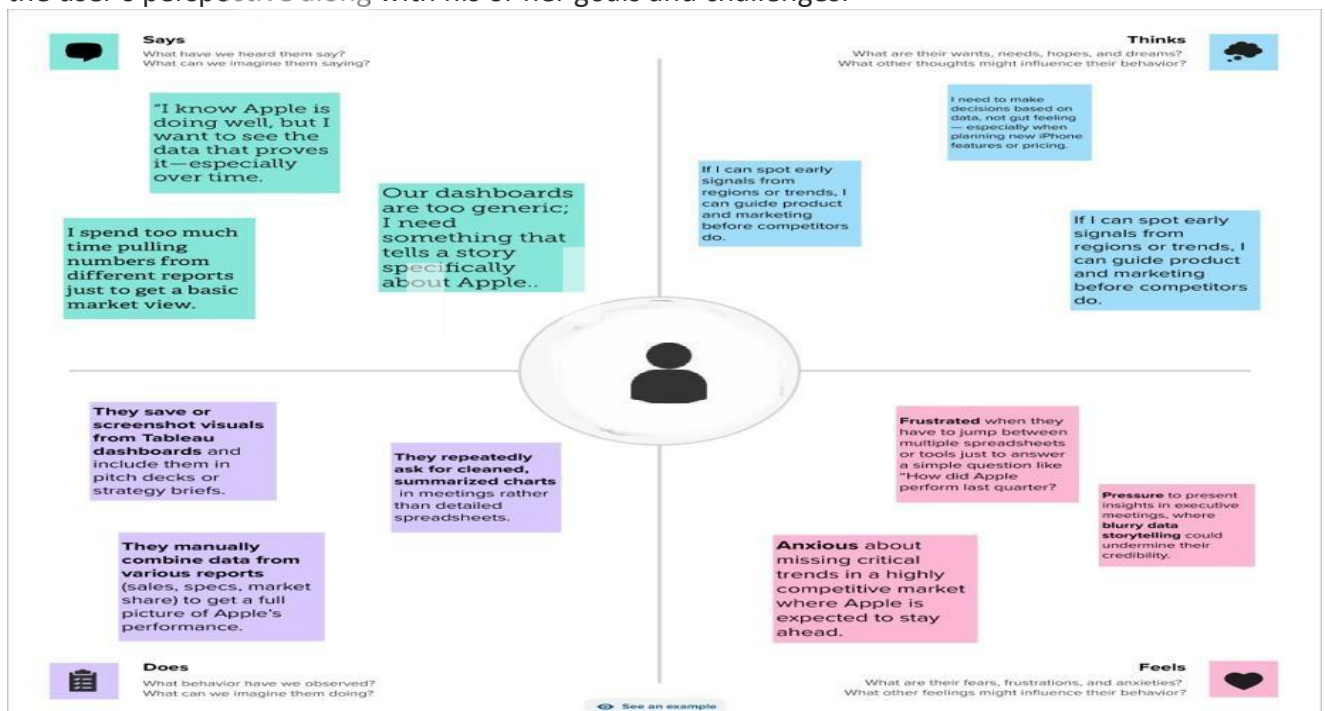 the user's perspective along with his or her goals and challenges.
Says
What have we heard them say?
What can we imagine them saying?
"I know Apple is
doing well, but I
want to see the
data that proves
it—especially
over time.
Our dashboards
are too generic;
I need
something that
tells a story
specifically
about Apple..
I spend too much
time pulling
numbers from
different reports
just to get a basic
market view.
Thinks
What are their wants, needs, hopes, and dreams?
What other thoughts might influence their behavior?
I need to make
decisions based on
data, not gut feeling
— especially when
planning new iPhone
features or pricing.
If I can spot early
signals from
regions or trends, I
can guide product
and marketing
before competitors
do.
If I can spot early
signals from
regions or trends, I
can guide product
and marketing
before competitors
do.
They save or
screenshot visuals
from Tableau
dashboards and
include them in
pitch decks or
strategy briefs.
They repeatedly
ask for cleaned,
summarized charts
in meetings rather
than detailed
spreadsheets.
They manually
combine data from
various reports
(sales, specs, market
share) to get a full
picture of Apple's
performance.
Does
What behavior have we observed?
What can we imagine them doing?
Frustrated when they
have to jump between
multiple spreadsheets
or tools just to answer
a simple question like
"How did Apple
perform last quarter?
Pressure to present
insights in executive
meetings, where
blurry data
storytelling could
undermine their
credibility.
Anxious about
missing critical
trends in a highly
competitive market
where Apple is
expected to stay
ahead.
Feels
What are their fears, frustrations, and anxieties?
What other feelings might influence their behavior?
See an example